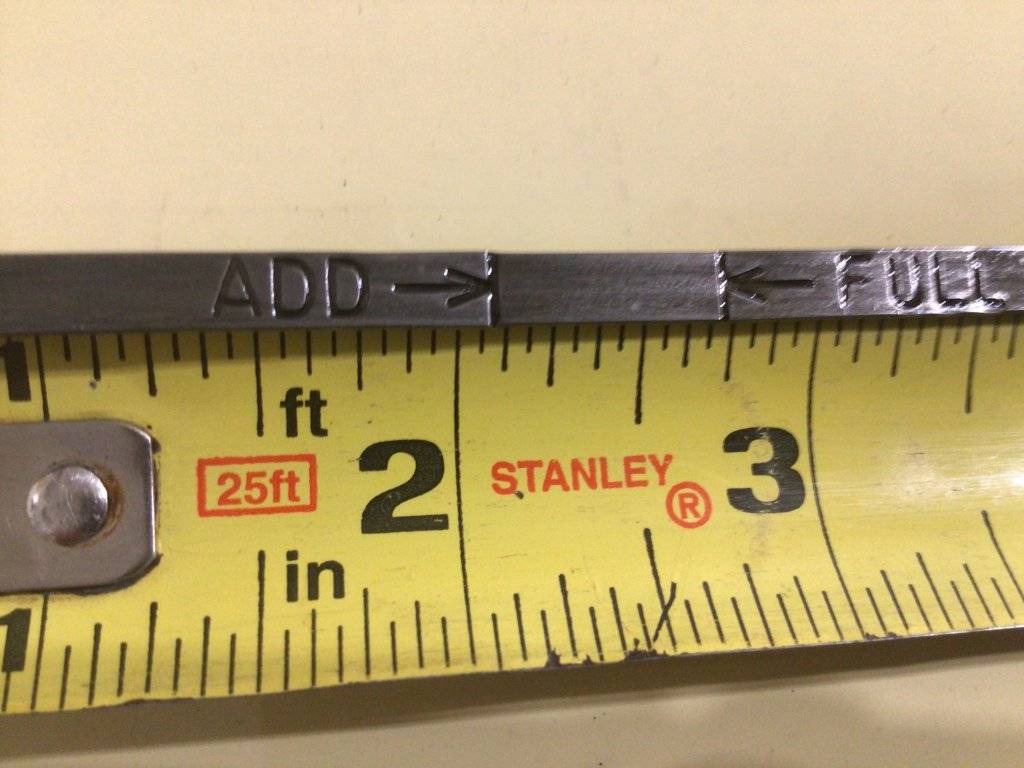 ADD → ← FULL
1 ft
25ft 2 STANLEY ® 3
in
1